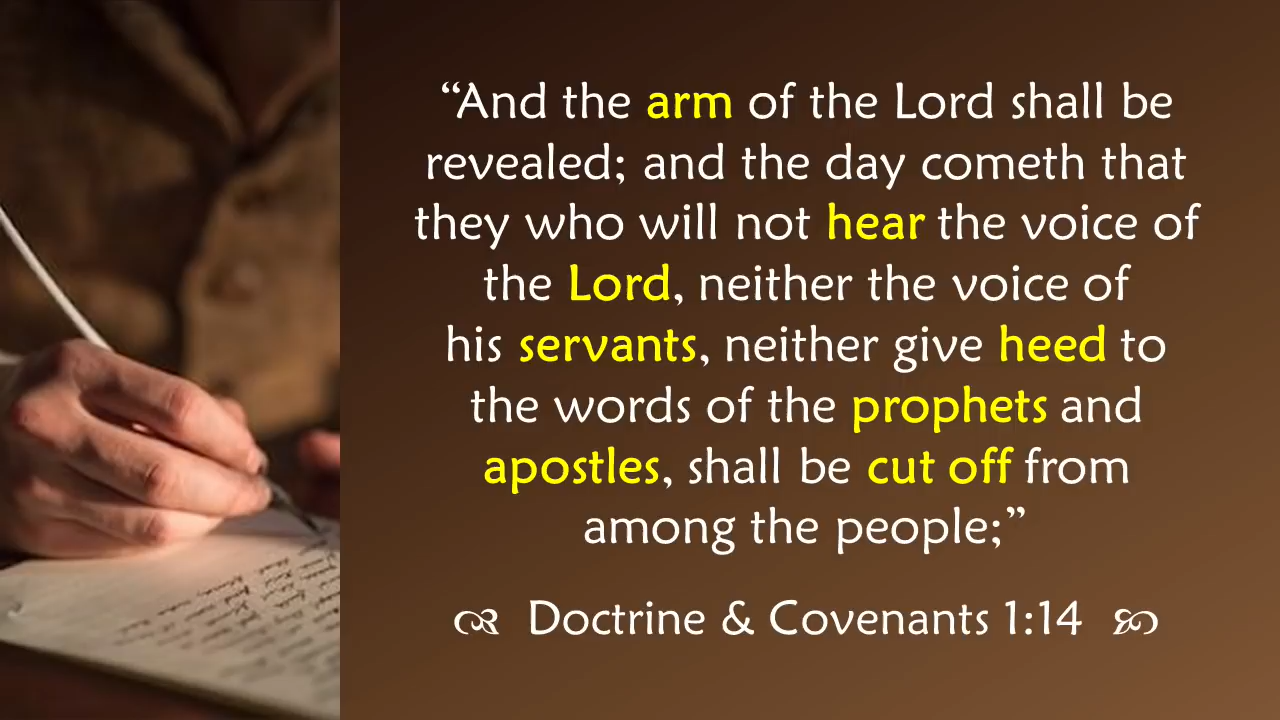 “And the arm of the Lord shall be
revealed; and the day cometh that
they who will not hear the voice of
the Lord, neither the voice of
his servants, neither give heed to
the words of the prophets and
apostles, shall be cut off from
among the people;”
Doctrine & Covenants 1:14